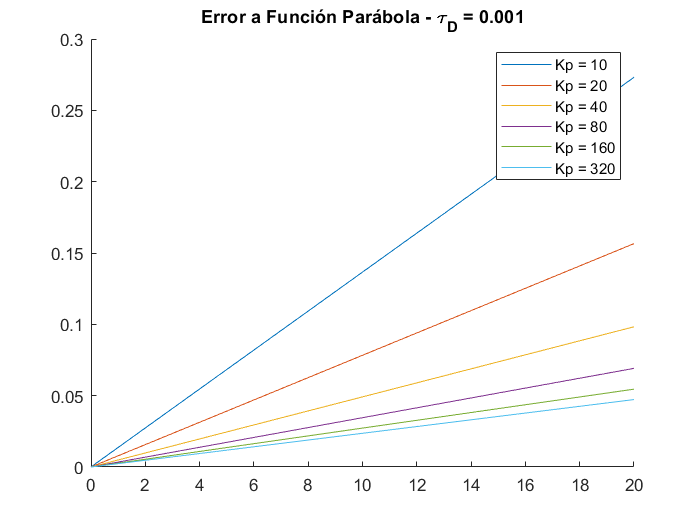 Error a Función Parábola - τD = 0.001
0.3
0.25
0.2
0.15
0.1
0.05
0
Kp = 10
Kp = 20
Kp = 40
Kp = 80
Kp = 160
Kp = 320
0 2 4 6 8 10 12 14 16 18 20